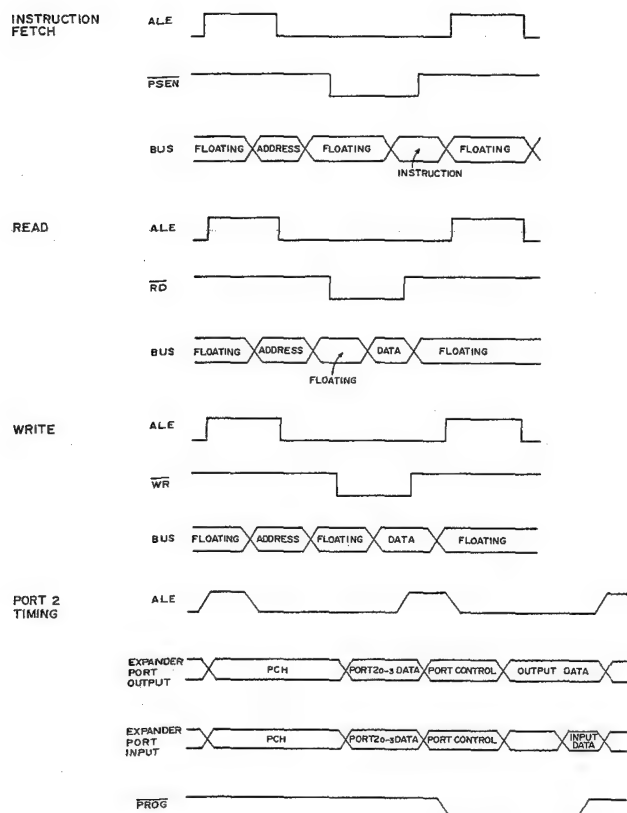 INSTRUCTION
FETCH
ALE
PSEN
BUS
FLOATING ADDRESS FLOATING FLOATING
INSTRUCTION
READ
ALE
RD
BUS
FLOATING ADDRESS DATA FLOATING
FLOATING
WRITE
ALE
WR
BUS
FLOATING ADDRESS FLOATING DATA FLOATING
PORT 2
TIMING
ALE
EXPANDER
PORT
OUTPUT
PCH PORT20-3 DATA PORT CONTROL OUTPUT DATA
EXPANDER
PORT
INPUT
PCH PORT20-3 DATA PORT CONTROL INPUT
DATA
PROG